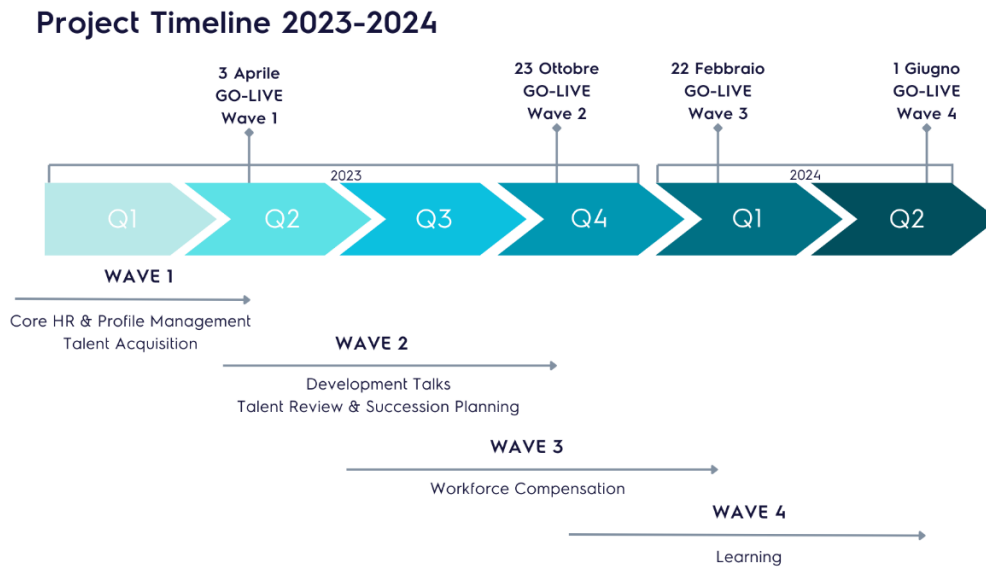 Project Timeline 2023-2024
3 Aprile
GO-LIVE
Wave 1
23 Ottobre
GO-LIVE
Wave 2
22 Febbraio
GO-LIVE
Wave 3
1 Giugno
GO-LIVE
Wave 4
2023
2024
Q1
Q2
Q3
Q4
Q1
Q2
WAVE 1
Core HR & Profile Management
Talent Acquisition
WAVE 2
Development Talks
Talent Review & Succession Planning
WAVE 3
Workforce Compensation
WAVE 4
Learning